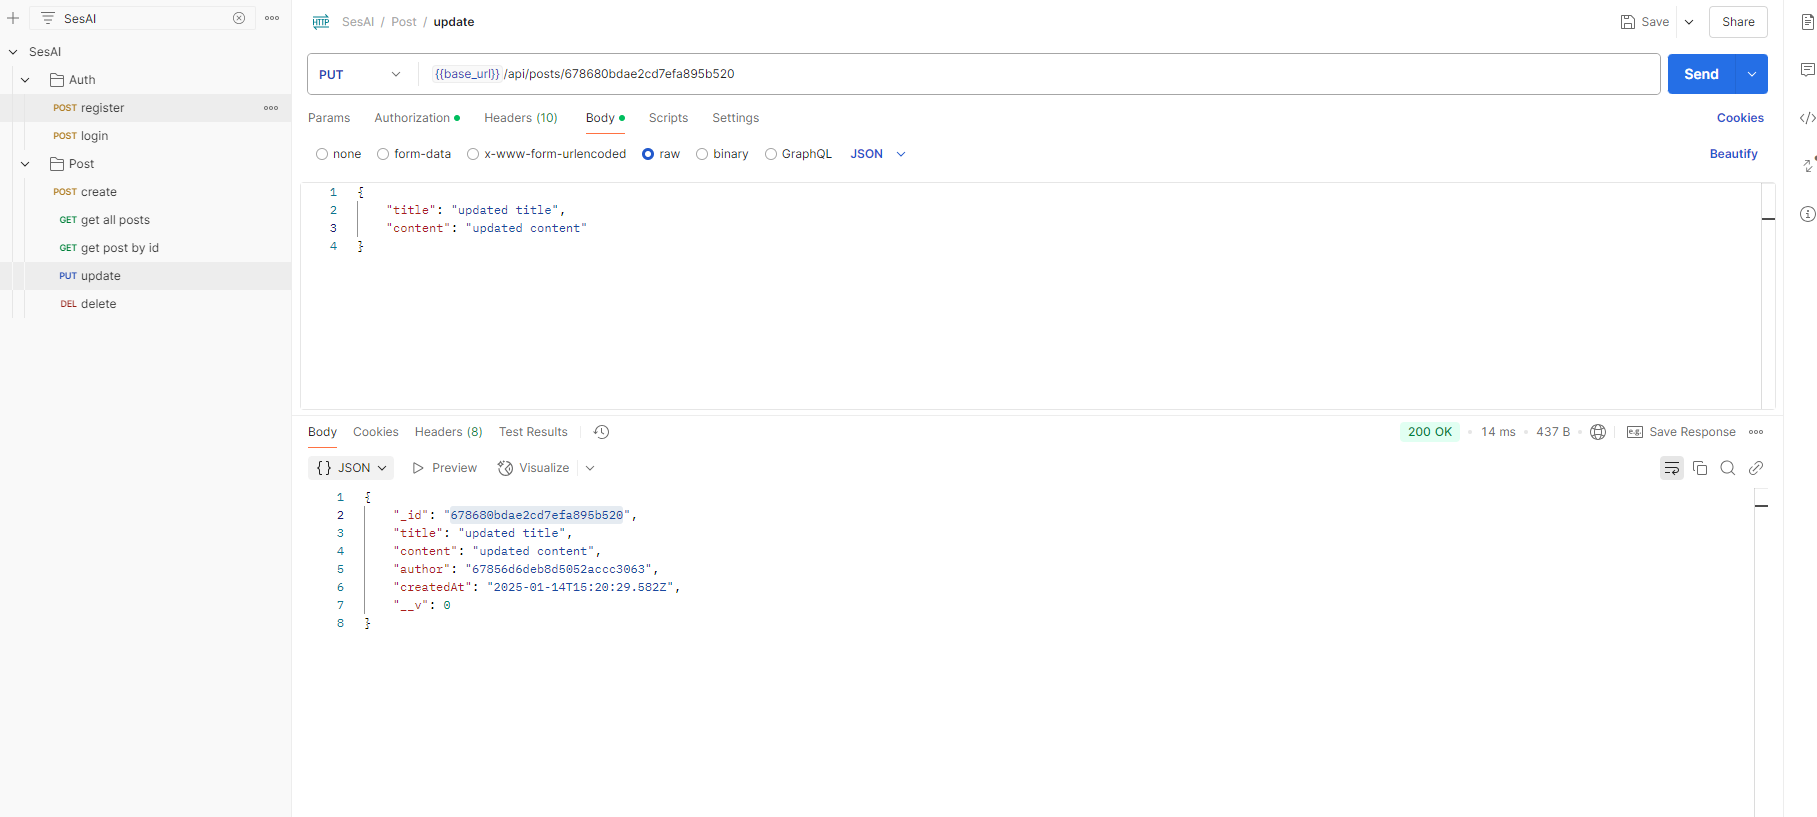 SesAI
SesAI
Auth
POST register
POST login
Post
POST create
GET get all posts
GET get post by id
PUT update
DEL delete
HTTP SesAI / Post / update
Save
Share
PUT
{{base_url}}/api/posts/678680bdae2cd7efa895b520
Send
Params Authorization Headers (10) Body Scripts Settings
Cookies
none form-data x-www-form-urlencoded raw binary GraphQL JSON
Beautify
1 {
2 "title": "updated title",
3 "content": "updated content"
4 }
Body Cookies Headers (8) Test Results
200 OK • 14 ms • 437 B • e.g. Save Response
{} JSON Preview Visualize
1 {
2 "_id": "678680bdae2cd7efa895b520",
3 "title": "updated title",
4 "content": "updated content",
5 "author": "67856d6deb8d5052accc3063",
6 "createdAt": "2025-01-14T15:20:29.582Z",
7 "__v": 0
8 }